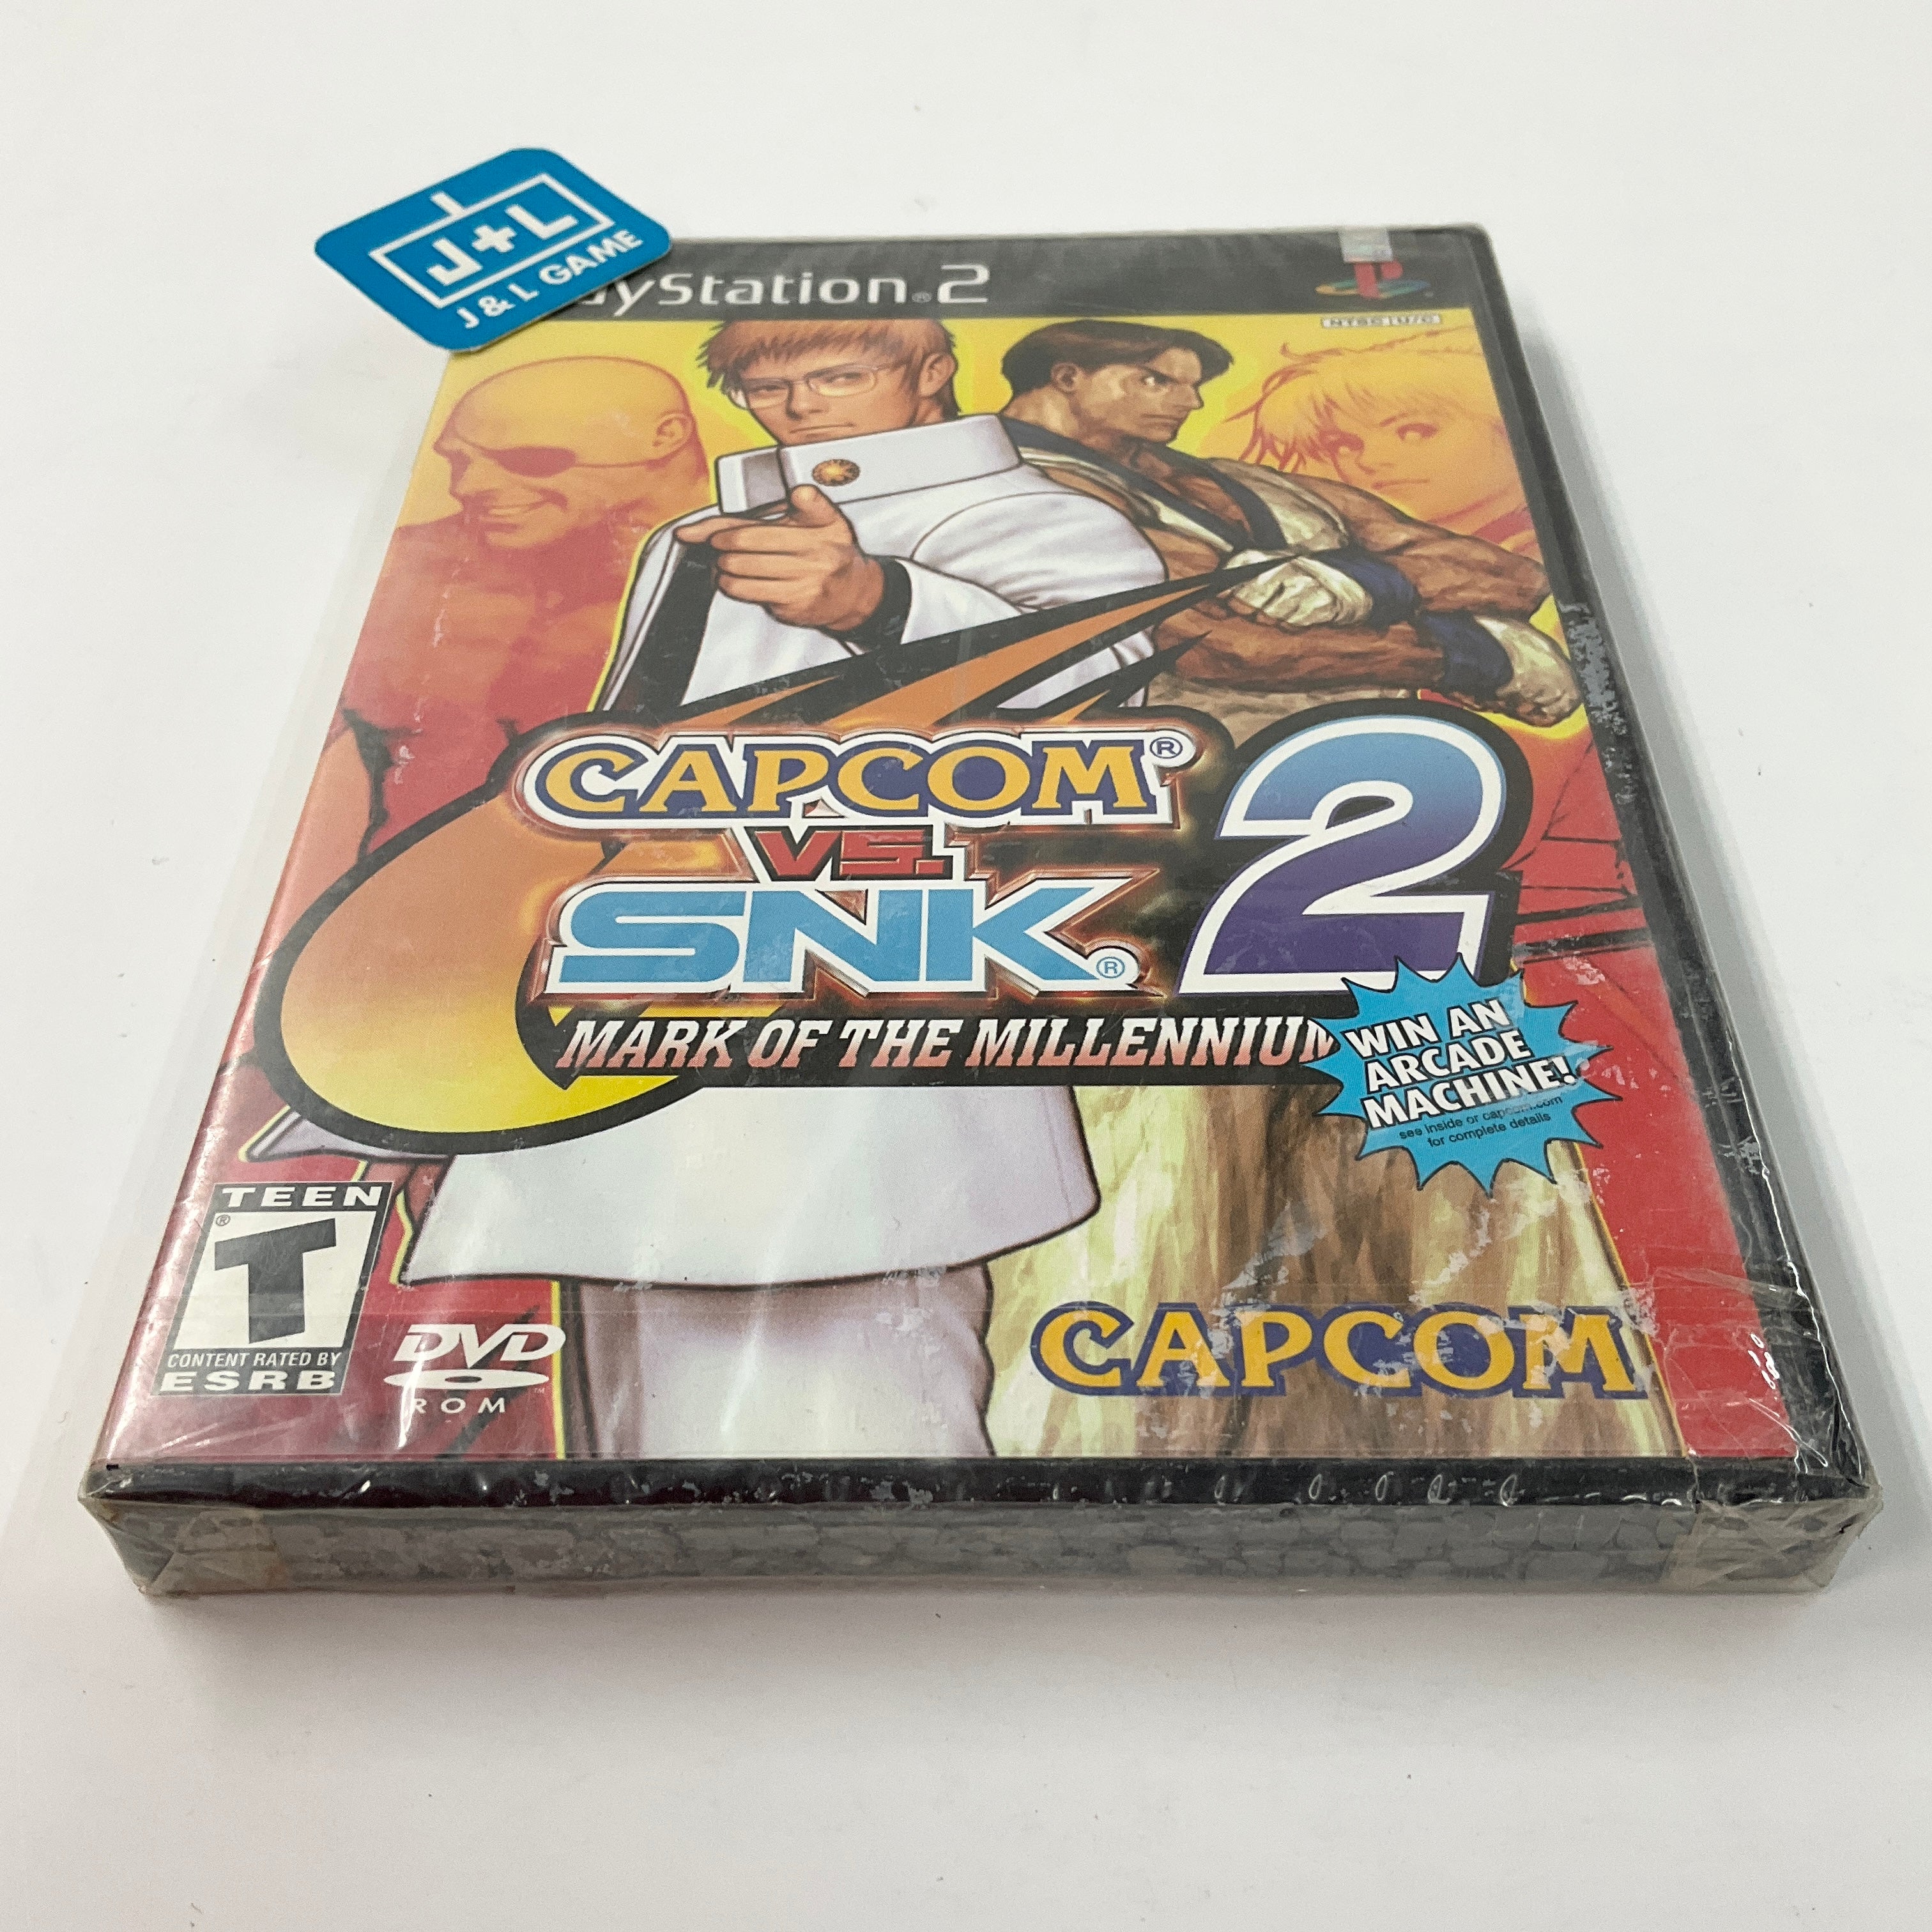 J+L
J & L GAME
yStation®2
NTSC U/C
CAPCOM®
VS.
SNK® 2
MARK OF THE MILLENNIUM
WIN AN
ARCADE
MACHINE!
see inside or capcom.com
for complete details
TEEN
T®
CONTENT RATED BY
ESRB
DVD
ROM
CAPCOM